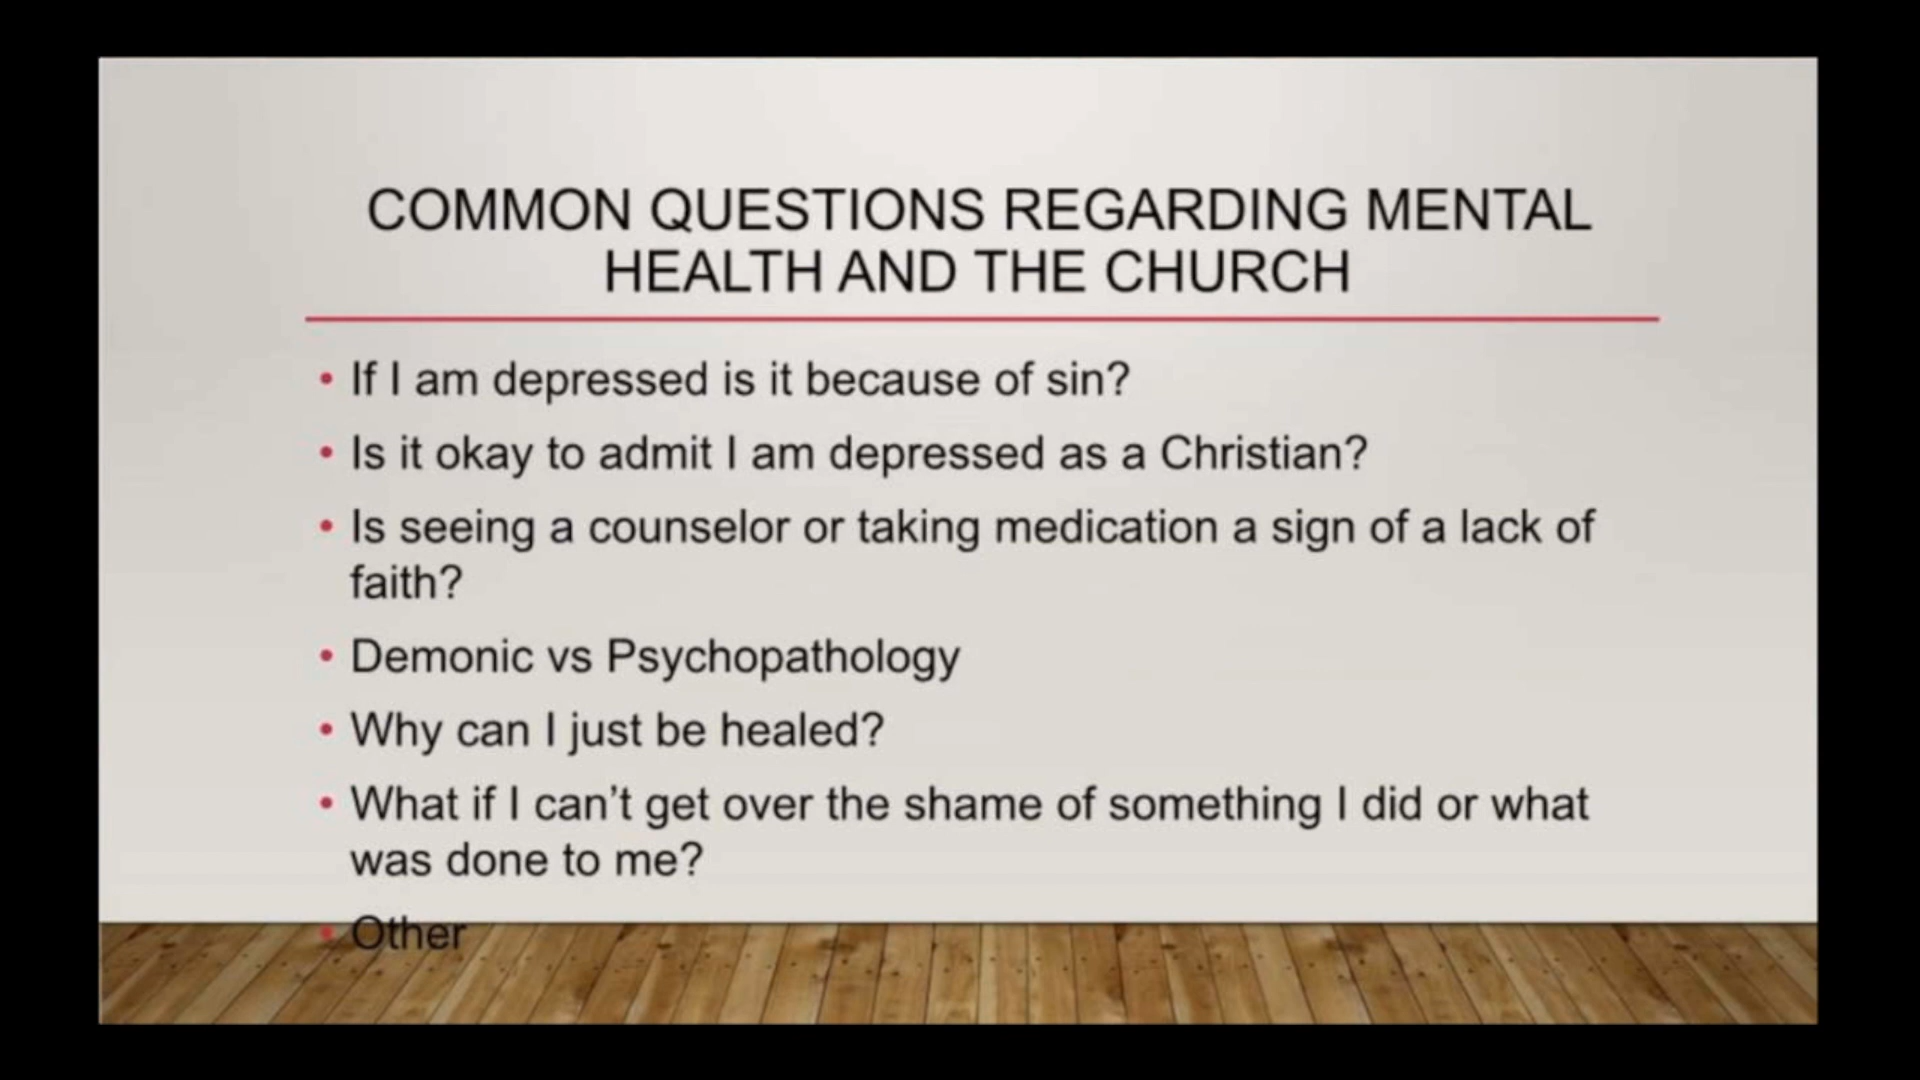 COMMON QUESTIONS REGARDING MENTAL
HEALTH AND THE CHURCH
• If I am depressed is it because of sin?
• Is it okay to admit I am depressed as a Christian?
• Is seeing a counselor or taking medication a sign of a lack of
faith?
• Demonic vs Psychopathology
• Why can I just be healed?
• What if I can’t get over the shame of something I did or what
was done to me?
• Other